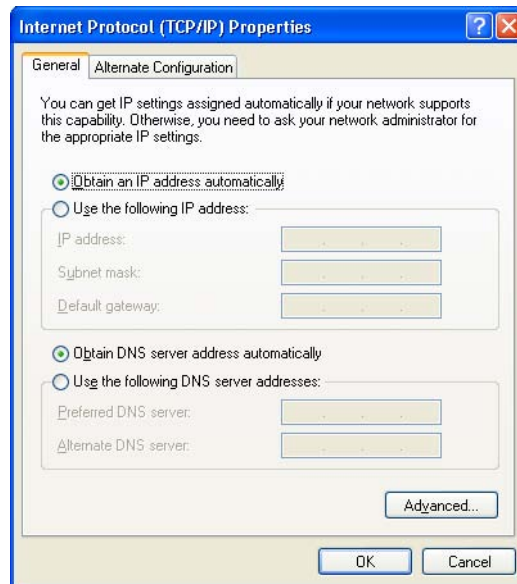 Internet Protocol (TCP/IP) Properties
General
Alternate Configuration
You can get IP settings assigned automatically if your network supports
this capability. Otherwise, you need to ask your network administrator for
the appropriate IP settings.
Obtain an IP address automatically
Use the following IP address:
IP address:
Subnet mask:
Default gateway:
Obtain DNS server address automatically
Use the following DNS server addresses:
Preferred DNS server:
Alternate DNS server:
Advanced...
OK
Cancel